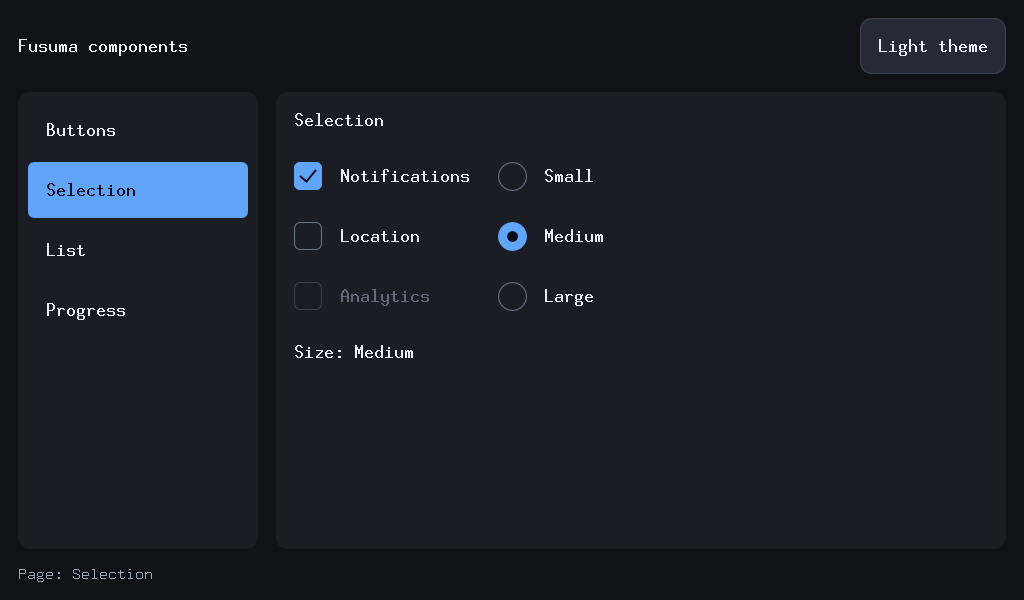 Fusuma components
Light theme
Buttons
Selection
List
Progress
Selection
Notifications
Small
Location
Medium
Analytics
Large
Size: Medium
Page: Selection